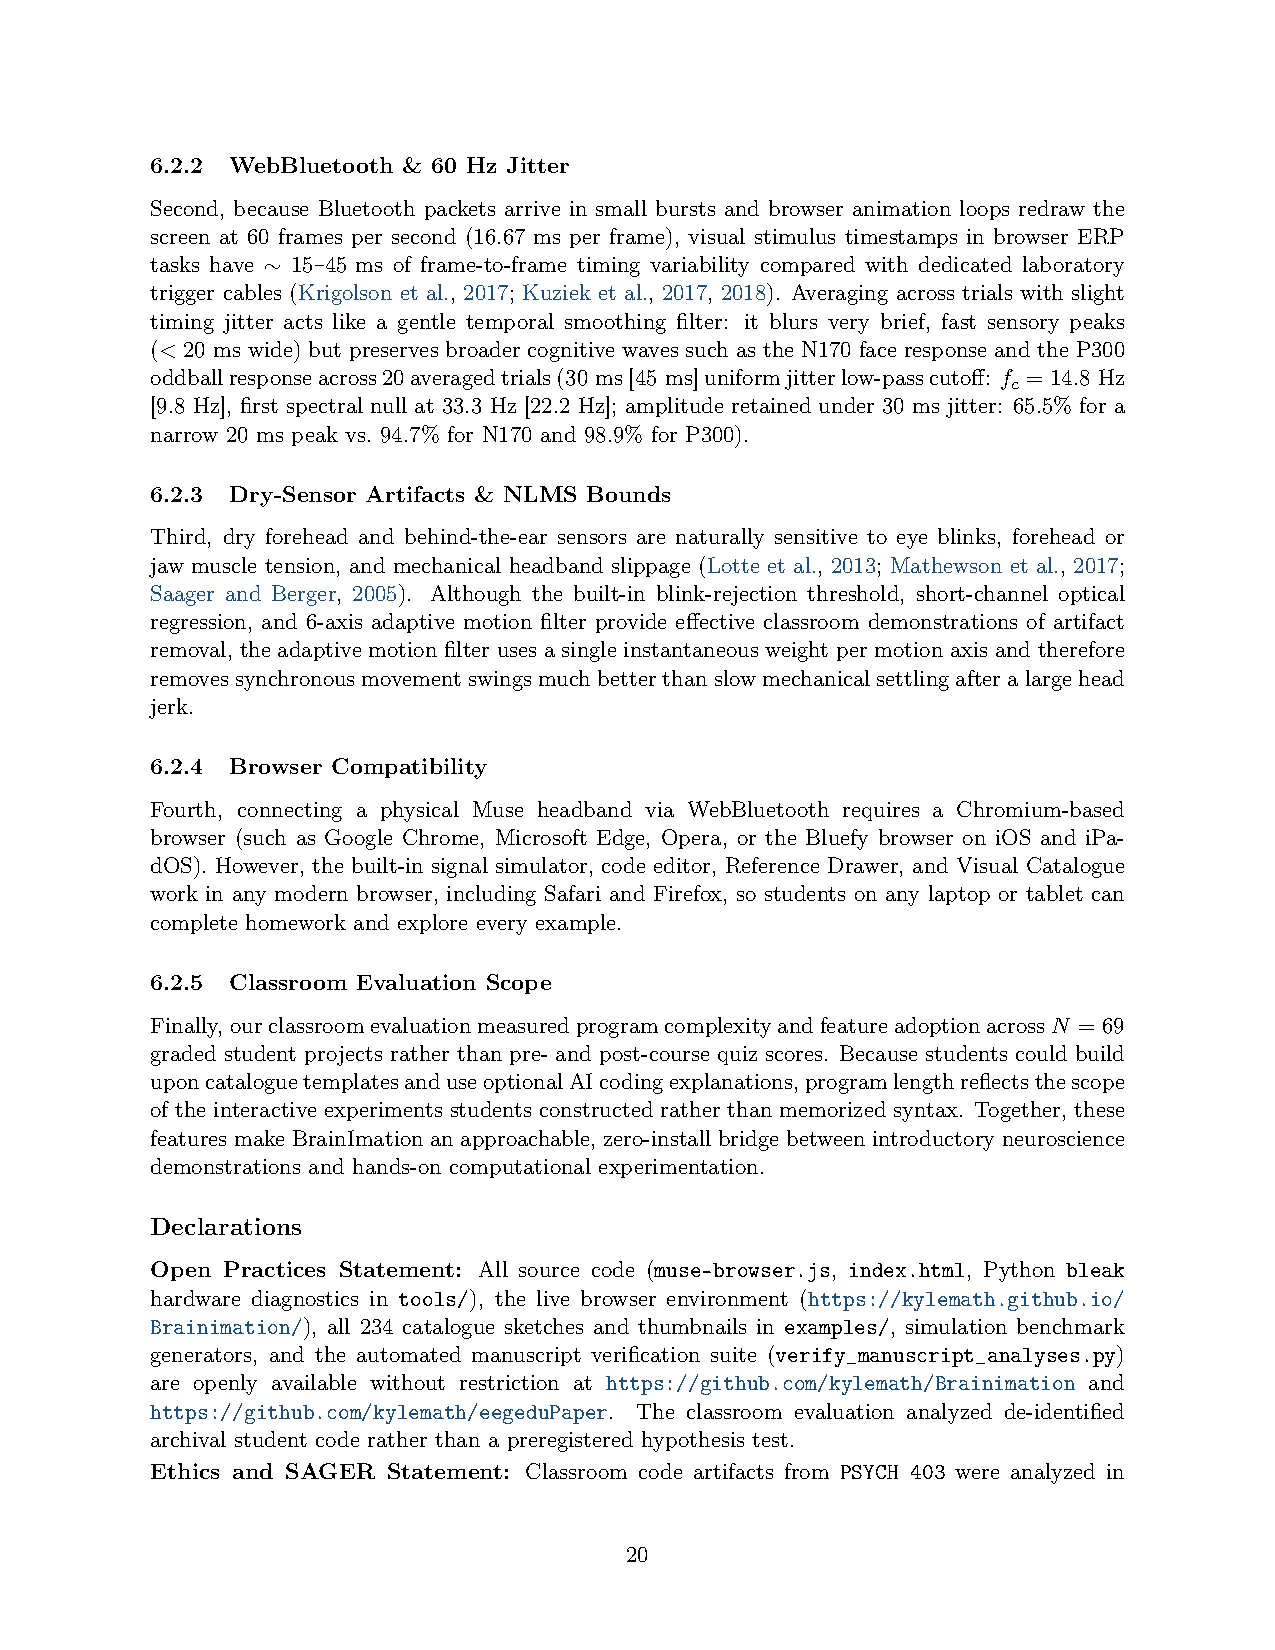 6.2.2 WebBluetooth & 60 Hz Jitter
Second, because Bluetooth packets arrive in small bursts and browser animation loops redraw the
screen at 60 frames per second (16.67 ms per frame), visual stimulus timestamps in browser ERP
tasks have ∼ 15–45 ms of frame-to-frame timing variability compared with dedicated laboratory
trigger cables (Krigolson et al., 2017; Kuziek et al., 2017, 2018). Averaging across trials with slight
timing jitter acts like a gentle temporal smoothing filter: it blurs very brief, fast sensory peaks
(< 20 ms wide) but preserves broader cognitive waves such as the N170 face response and the P300
oddball response across 20 averaged trials (30 ms [45 ms] uniform jitter low-pass cutoff: f_c = 14.8 Hz
[9.8 Hz], first spectral null at 33.3 Hz [22.2 Hz]; amplitude retained under 30 ms jitter: 65.5% for a
narrow 20 ms peak vs. 94.7% for N170 and 98.9% for P300).
6.2.3 Dry-Sensor Artifacts & NLMS Bounds
Third, dry forehead and behind-the-ear sensors are naturally sensitive to eye blinks, forehead or
jaw muscle tension, and mechanical headband slippage (Lotte et al., 2013; Mathewson et al., 2017;
Saager and Berger, 2005). Although the built-in blink-rejection threshold, short-channel optical
regression, and 6-axis adaptive motion filter provide effective classroom demonstrations of artifact
removal, the adaptive motion filter uses a single instantaneous weight per motion axis and therefore
removes synchronous movement swings much better than slow mechanical settling after a large head
jerk.
6.2.4 Browser Compatibility
Fourth, connecting a physical Muse headband via WebBluetooth requires a Chromium-based
browser (such as Google Chrome, Microsoft Edge, Opera, or the Bluefy browser on iOS and iPa-
dOS). However, the built-in signal simulator, code editor, Reference Drawer, and Visual Catalogue
work in any modern browser, including Safari and Firefox, so students on any laptop or tablet can
complete homework and explore every example.
6.2.5 Classroom Evaluation Scope
Finally, our classroom evaluation measured program complexity and feature adoption across N = 69
graded student projects rather than pre- and post-course quiz scores. Because students could build
upon catalogue templates and use optional AI coding explanations, program length reflects the scope
of the interactive experiments students constructed rather than memorized syntax. Together, these
features make BrainImation an approachable, zero-install bridge between introductory neuroscience
demonstrations and hands-on computational experimentation.
Declarations
Open Practices Statement: All source code (muse-browser.js, index.html, Python bleak
hardware diagnostics in tools/), the live browser environment (https://kylemath.github.io/
Brainimation/), all 234 catalogue sketches and thumbnails in examples/, simulation benchmark
generators, and the automated manuscript verification suite (verify_manuscript_analyses.py)
are openly available without restriction at https://github.com/kylemath/Brainimation and
https://github.com/kylemath/eegeduPaper. The classroom evaluation analyzed de-identified
archival student code rather than a preregistered hypothesis test.
Ethics and SAGER Statement: Classroom code artifacts from PSYCH 403 were analyzed in
20